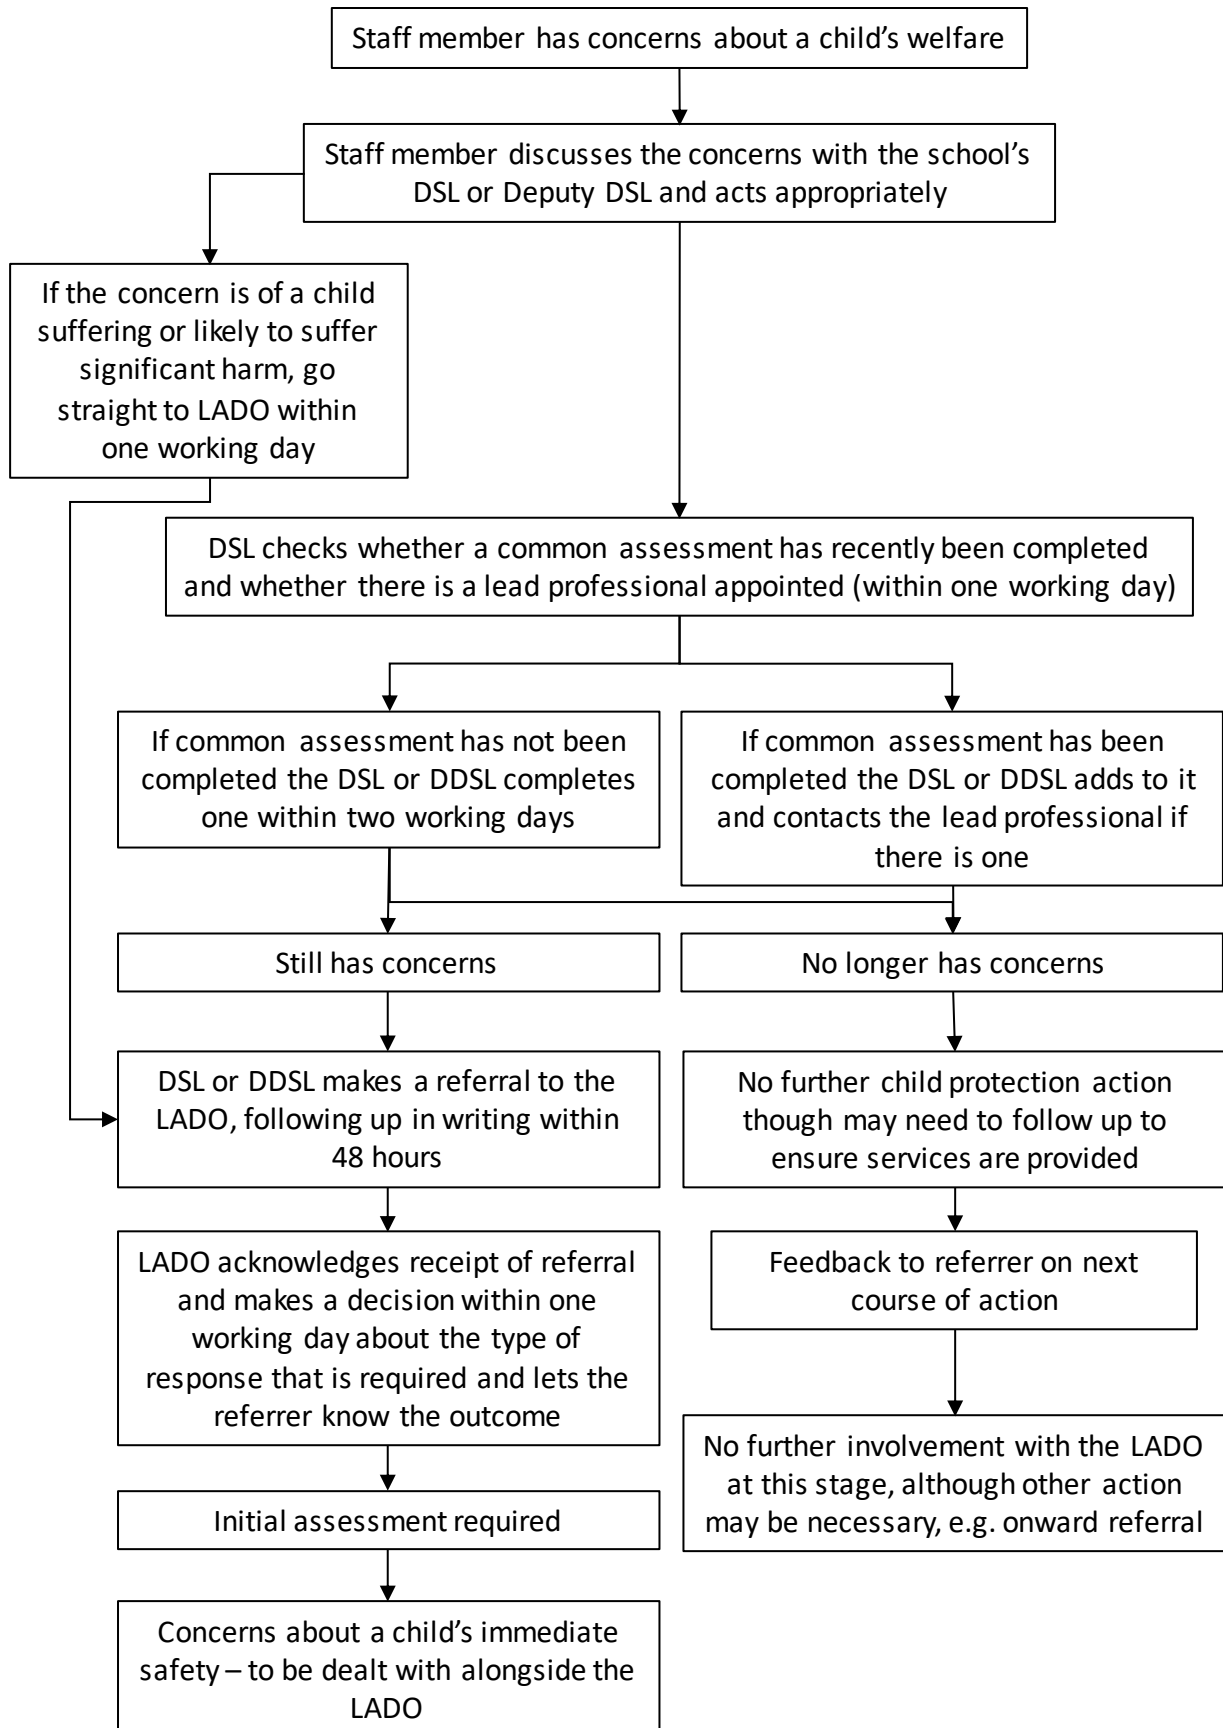 Staff member has concerns about a child’s welfare
Staff member discusses the concerns with the school’s
DSL or Deputy DSL and acts appropriately
If the concern is of a child
suffering or likely to suffer
significant harm, go
straight to LADO within
one working day
DSL checks whether a common assessment has recently been completed
and whether there is a lead professional appointed (within one working day)
If common assessment has not been
completed the DSL or DDSL completes
one within two working days
If common assessment has been
completed the DSL or DDSL adds to it
and contacts the lead professional if
there is one
Still has concerns
No longer has concerns
DSL or DDSL makes a referral to the
LADO, following up in writing within
48 hours
No further child protection action
though may need to follow up to
ensure services are provided
LADO acknowledges receipt of referral
and makes a decision within one
working day about the type of
response that is required and lets the
referrer know the outcome
Feedback to referrer on next
course of action
No further involvement with the LADO
at this stage, although other action
may be necessary, e.g. onward referral
Initial assessment required
Concerns about a child’s immediate
safety – to be dealt with alongside the
LADO